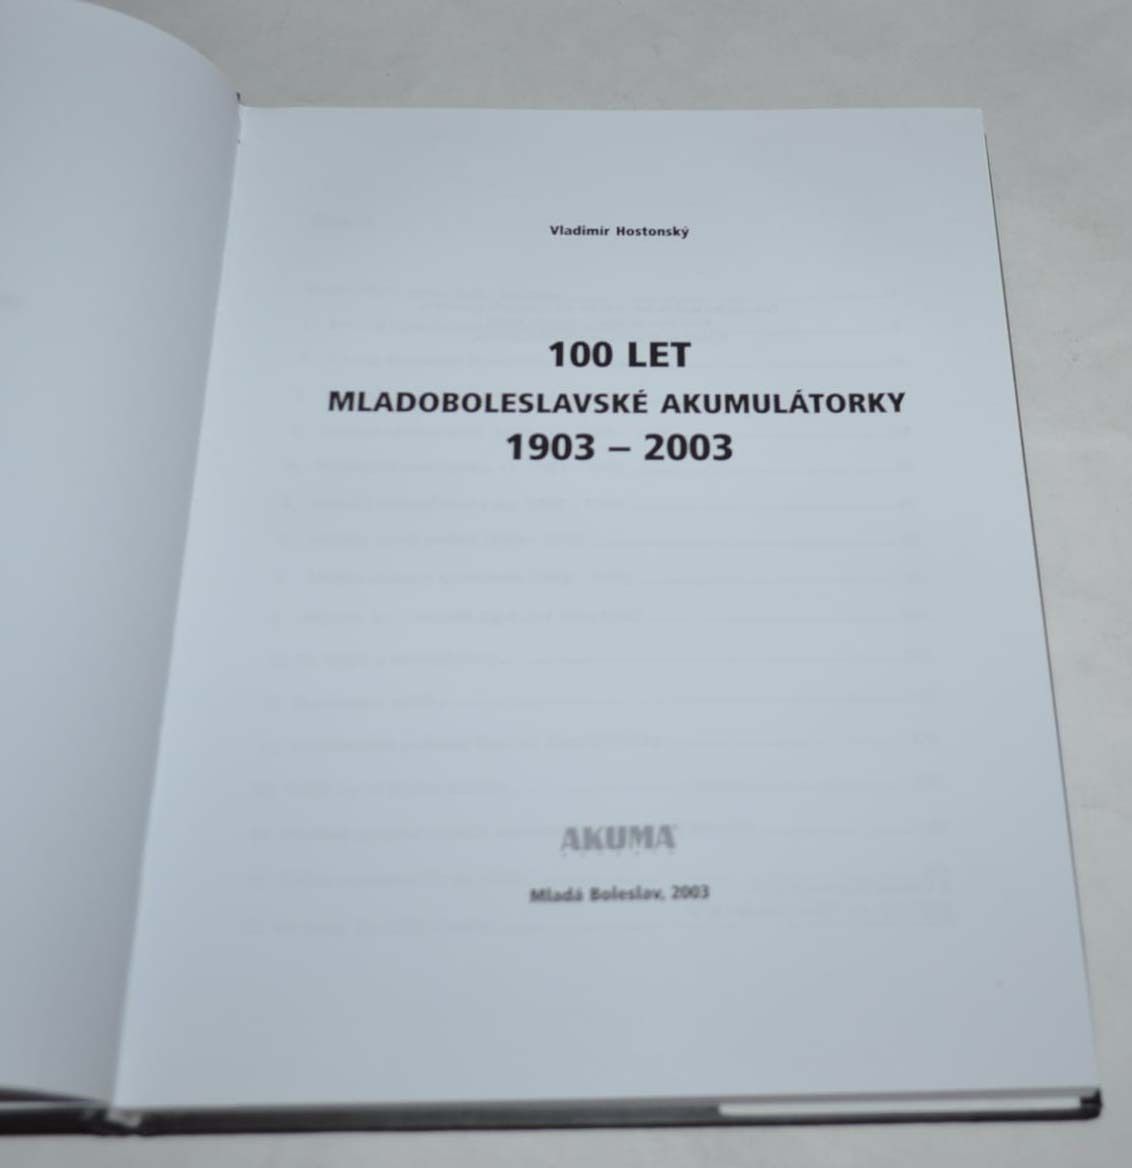 Vladimír Hostonský
100 LET
MLADOBOLESLAVSKÉ AKUMULÁTORKY
1903 – 2003
AKUMA
Mladá Boleslav, 2003